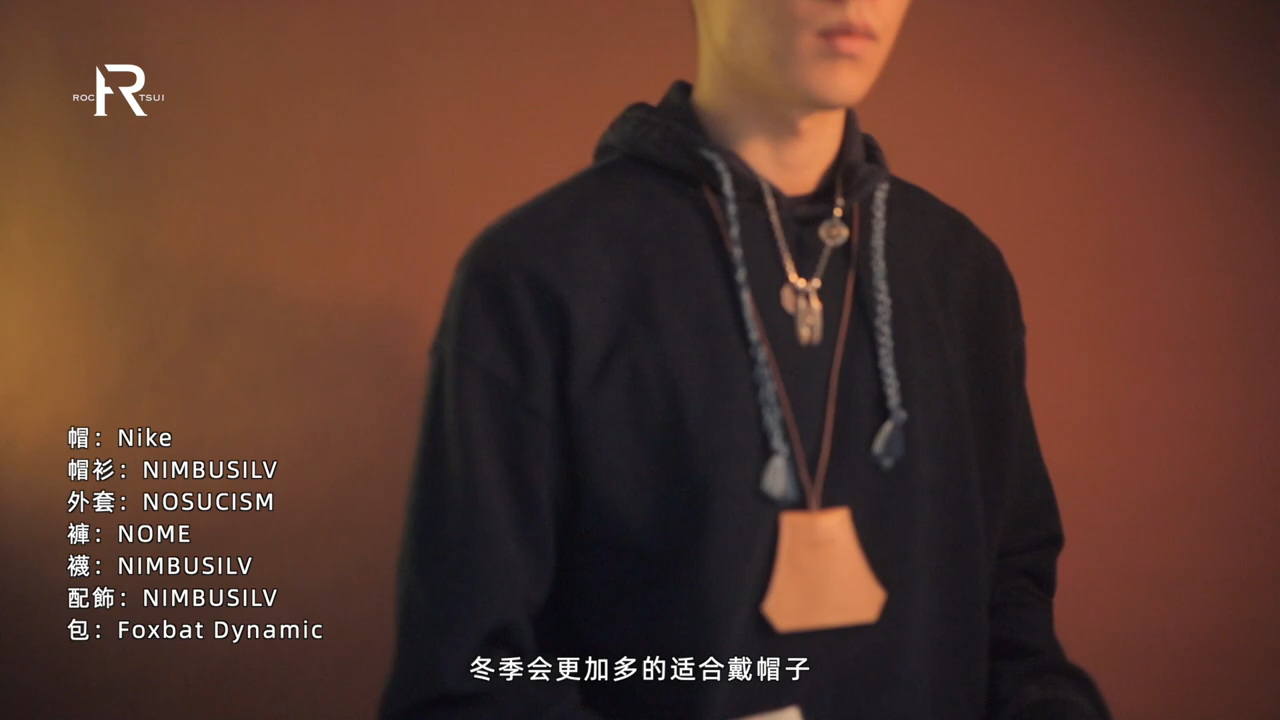 ROC R TSUI
帽：Nike
帽衫：NIMBUSILV
外套：NOSUCISM
褲：NOME
襪：NIMBUSILV
配飾：NIMBUSILV
包：Foxbat Dynamic
冬季会更加多的适合戴帽子